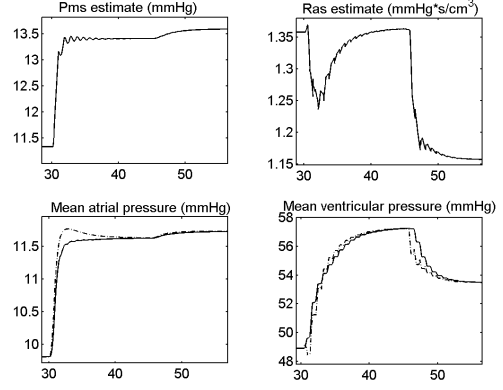 Pms estimate (mmHg)
Ras estimate (mmHg*s/cm³)
13.5
13
12.5
12
11.5
30 40 50
1.35
1.3
1.25
1.2
1.15
30 40 50
Mean atrial pressure (mmHg)
Mean ventricular pressure (mmHg)
11.5
11
10.5
10
30 40 50
58
56
54
52
50
48
30 40 50